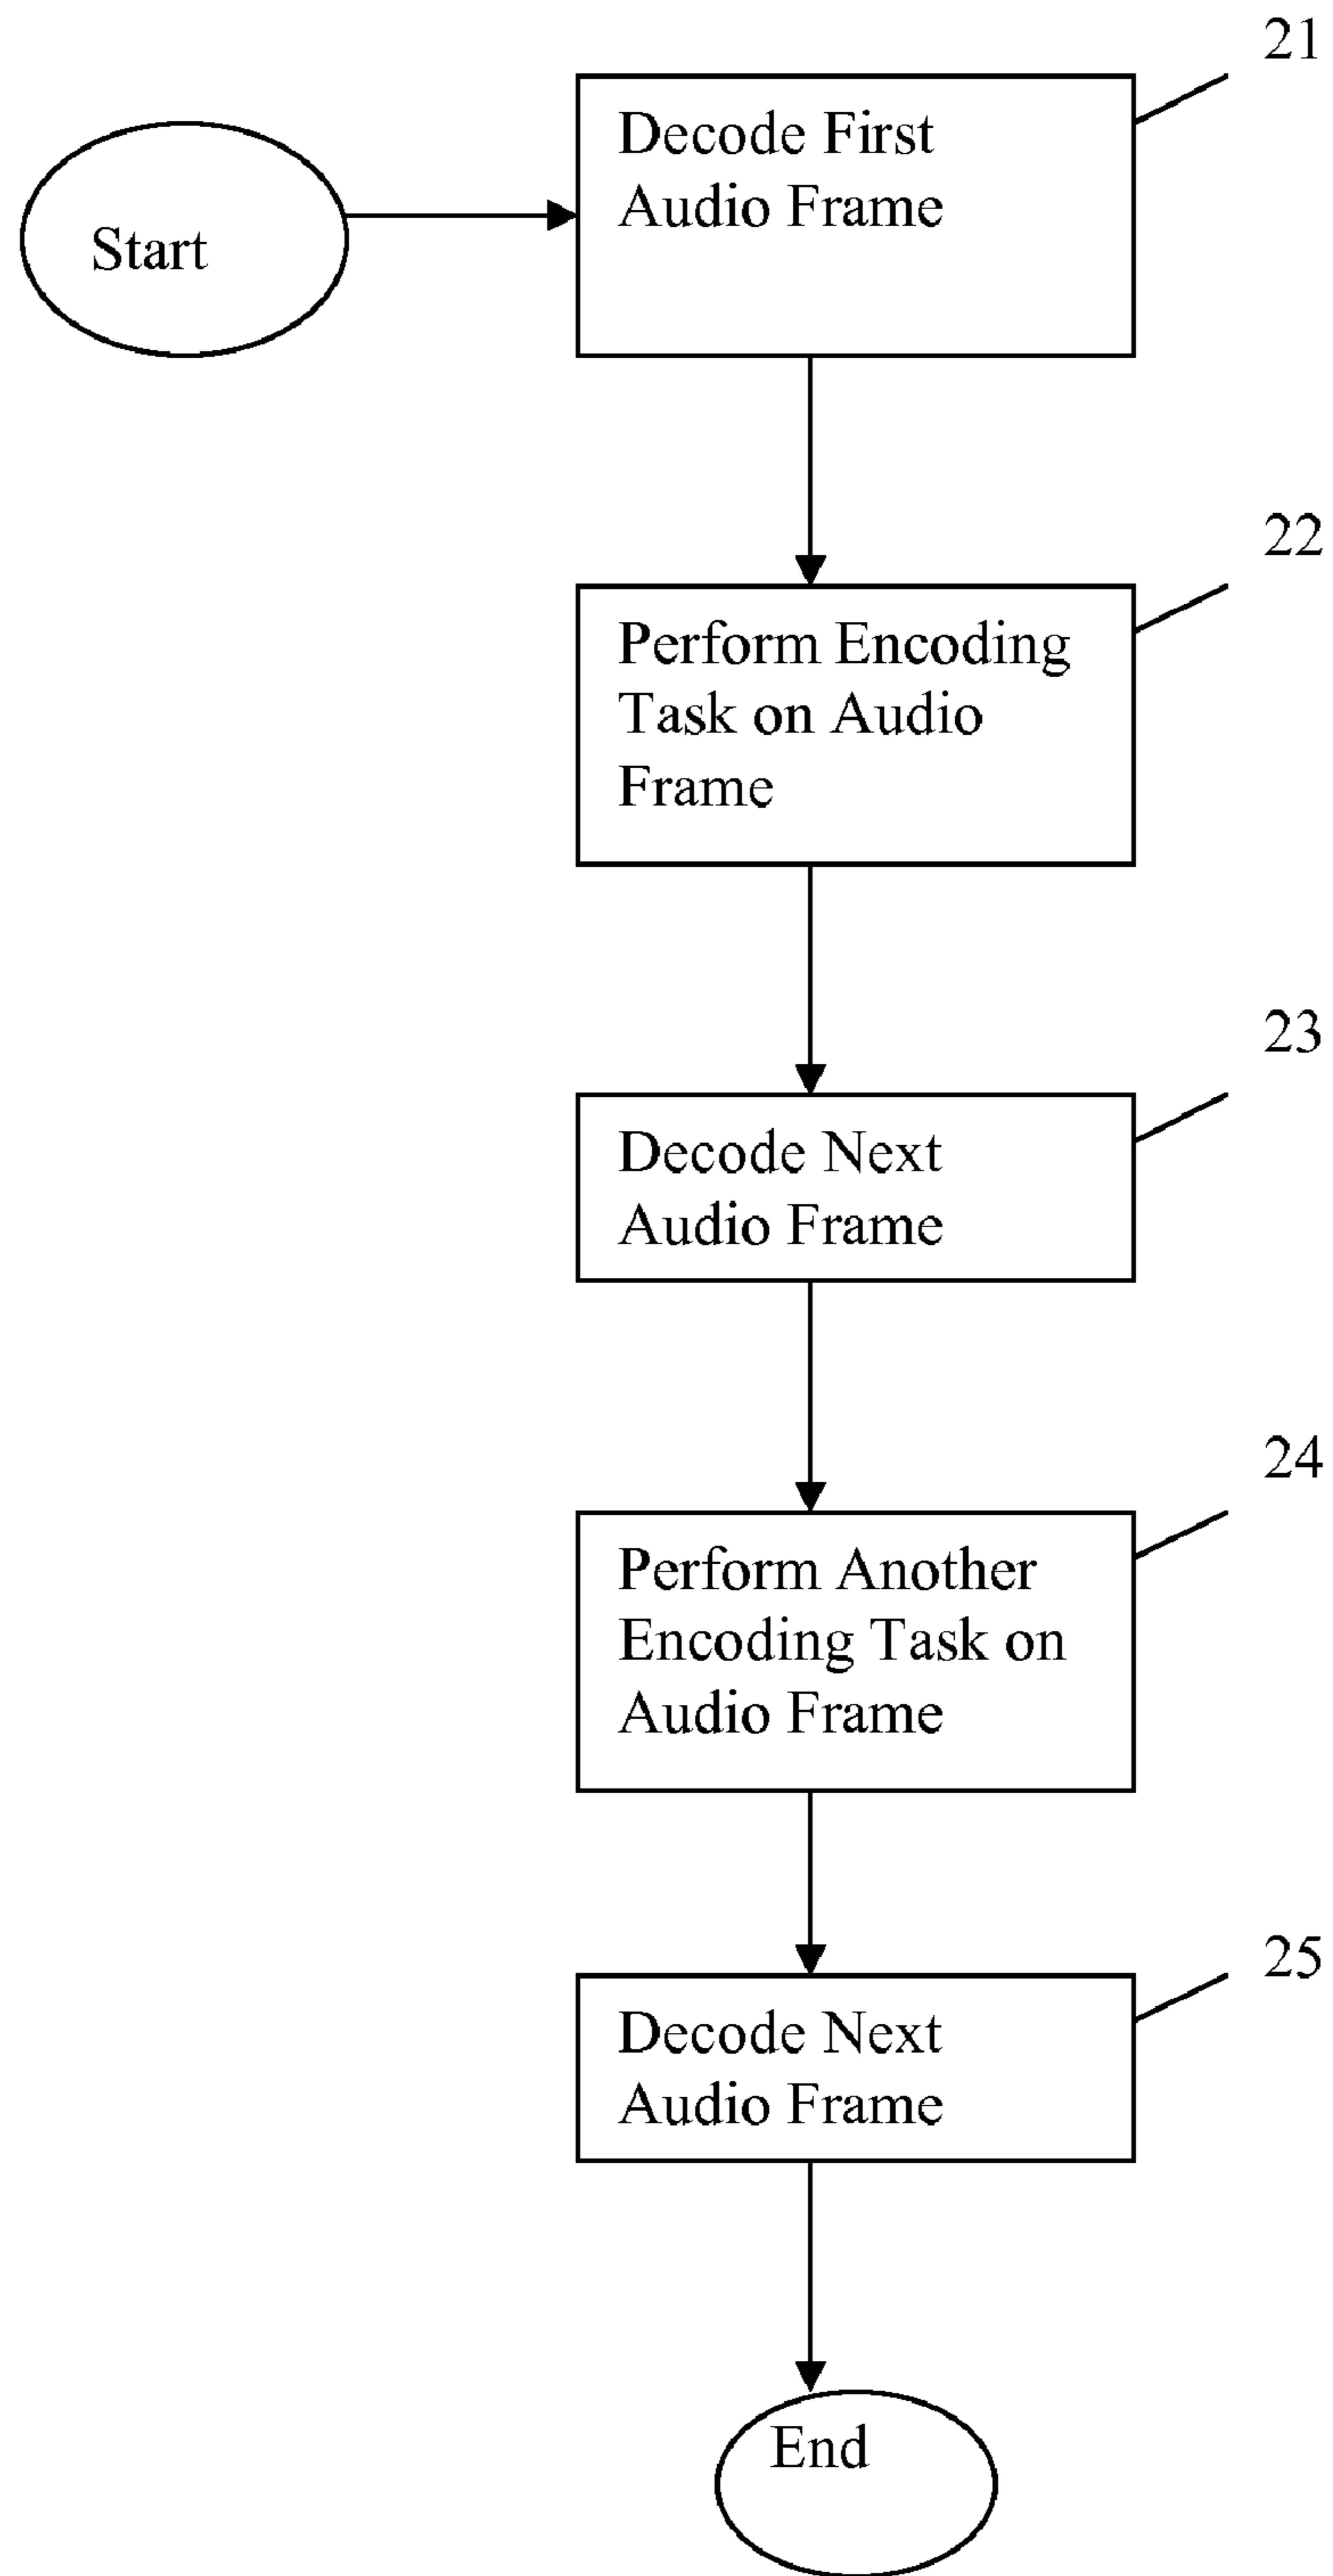 21
Decode First
Audio Frame
Start
22
Perform Encoding
Task on Audio
Frame
23
Decode Next
Audio Frame
24
Perform Another
Encoding Task on
Audio Frame
25
Decode Next
Audio Frame
End